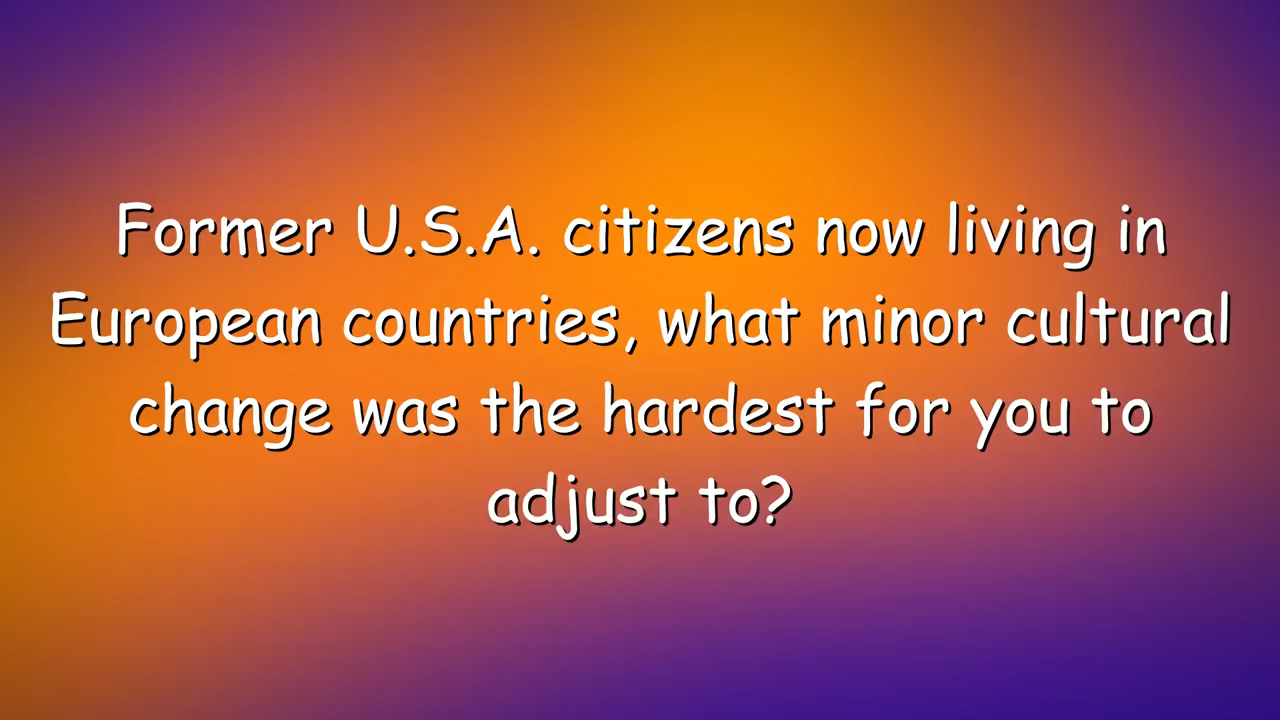 Former U.S.A. citizens now living in
European countries, what minor cultural
change was the hardest for you to
adjust to?